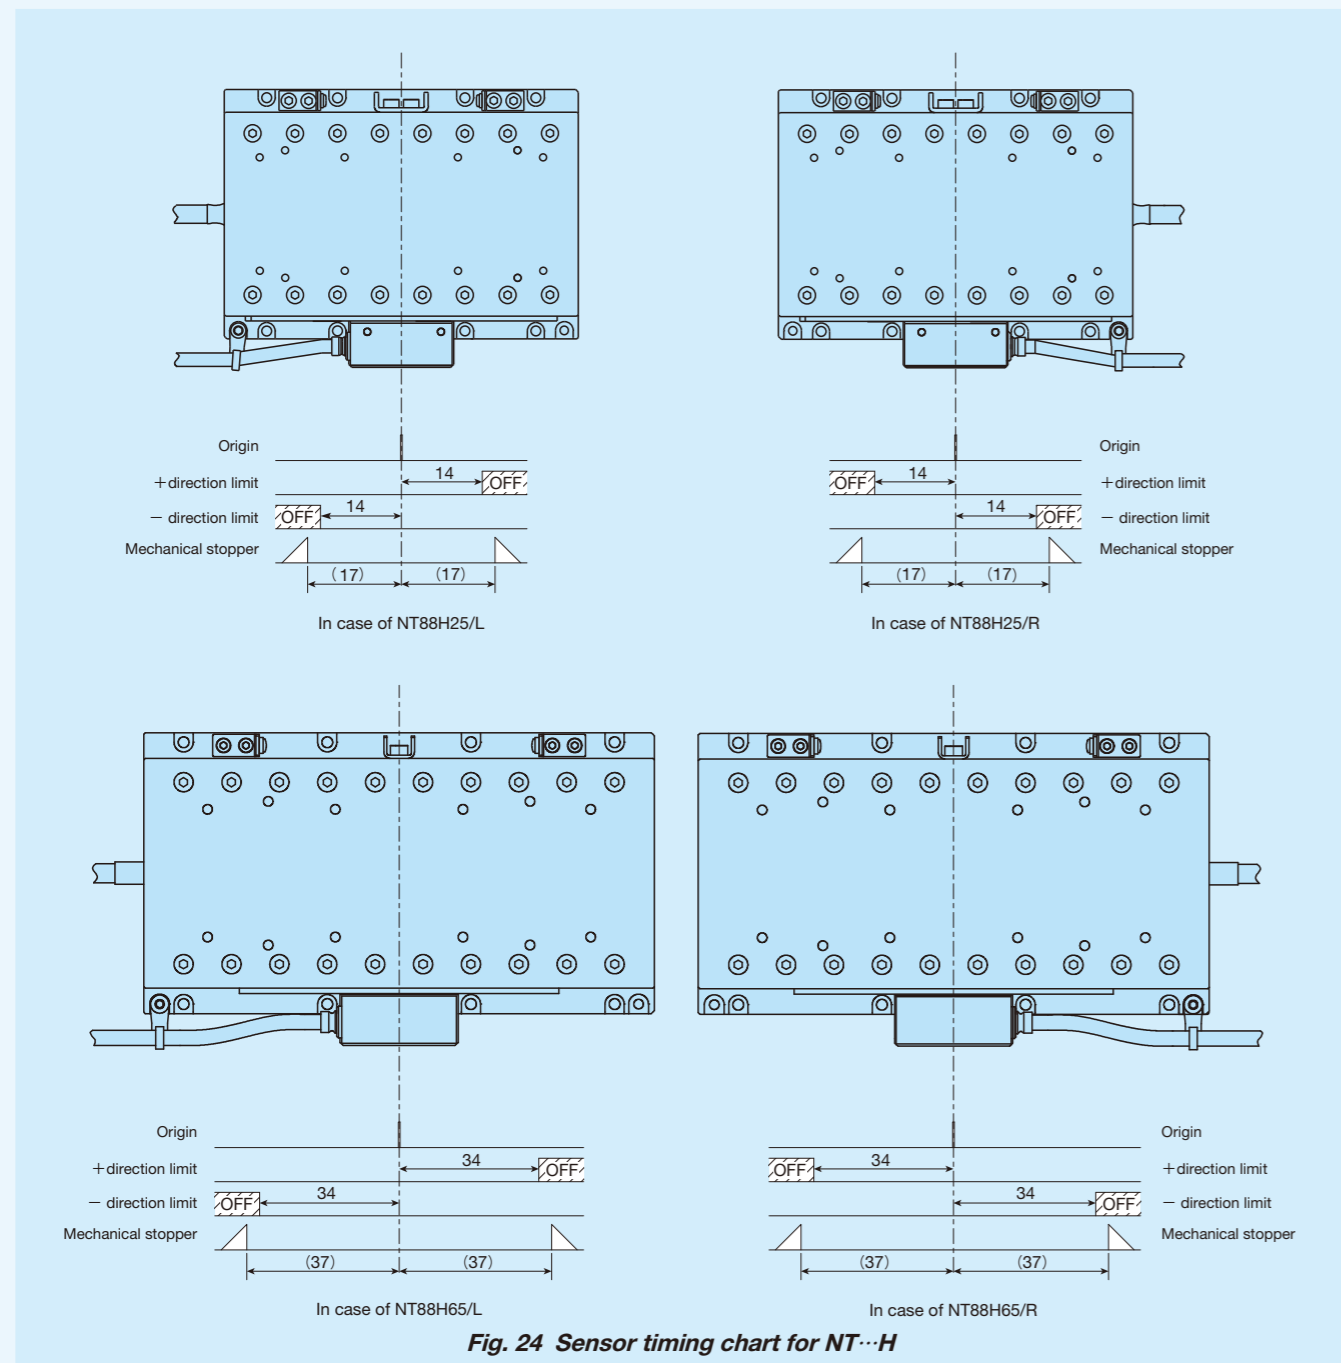 Origin
+direction limit
14
OFF
− direction limit
OFF
14
Mechanical stopper
(17)
(17)
In case of NT88H25/L
Origin
OFF
14
+direction limit
14
OFF
− direction limit
Mechanical stopper
(17)
(17)
In case of NT88H25/R
Origin
+direction limit
34
OFF
− direction limit
OFF
34
Mechanical stopper
(37)
(37)
In case of NT88H65/L
Origin
OFF
34
+direction limit
34
OFF
− direction limit
Mechanical stopper
(37)
(37)
In case of NT88H65/R
Fig. 24 Sensor timing chart for NT···H